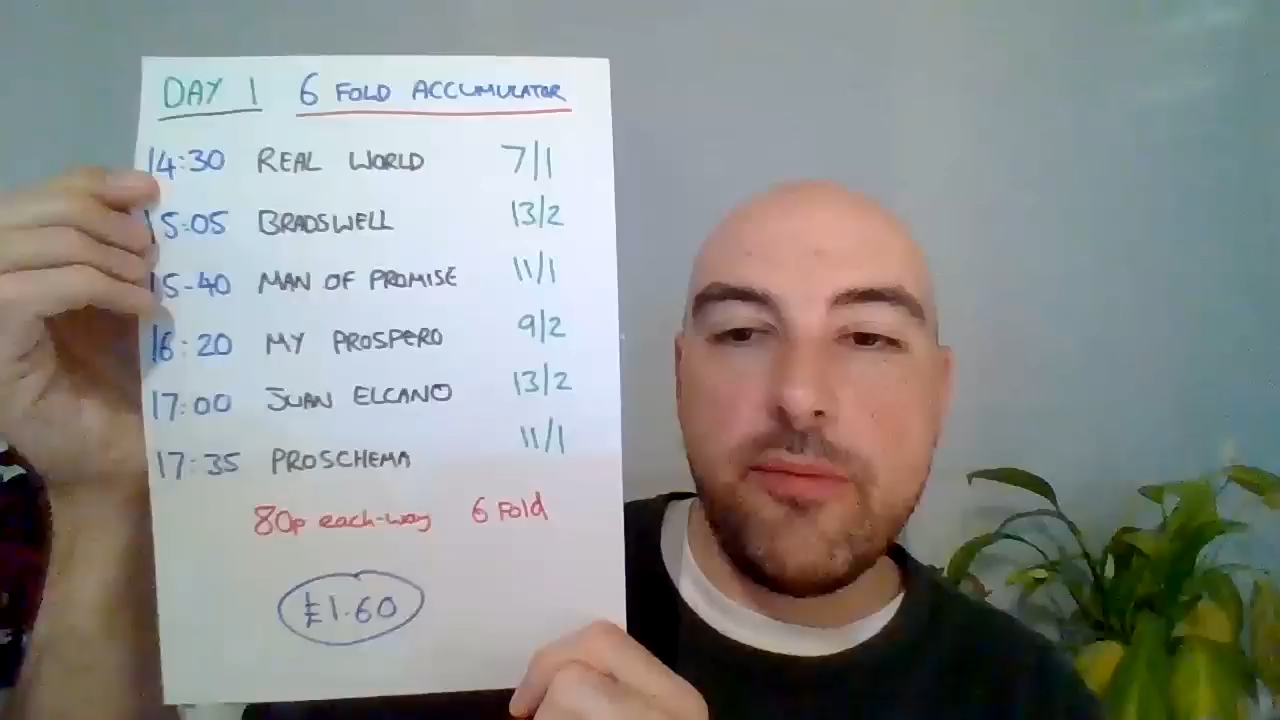 DAY 1 6 FOLD ACCUMULATOR
14:30 REAL WORLD 7/1
15:05 BRADSWELL 13/2
15-40 MAN OF PROMISE 11/1
16:20 MY PROSPERO 9/2
17:00 JUAN ELCANO 13/2
17:35 PROSCHEMA 11/1
80p each-way 6 Fold
£1.60